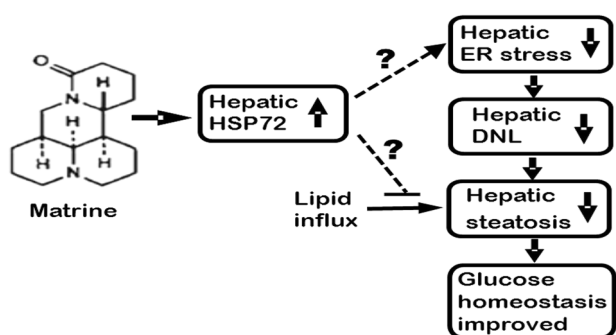 O
N
H
H
H
H
N
Matrine
Hepatic
HSP72
?
?
Lipid
influx
Hepatic
ER stress
Hepatic
DNL
Hepatic
steatosis
Glucose
homeostasis
improved